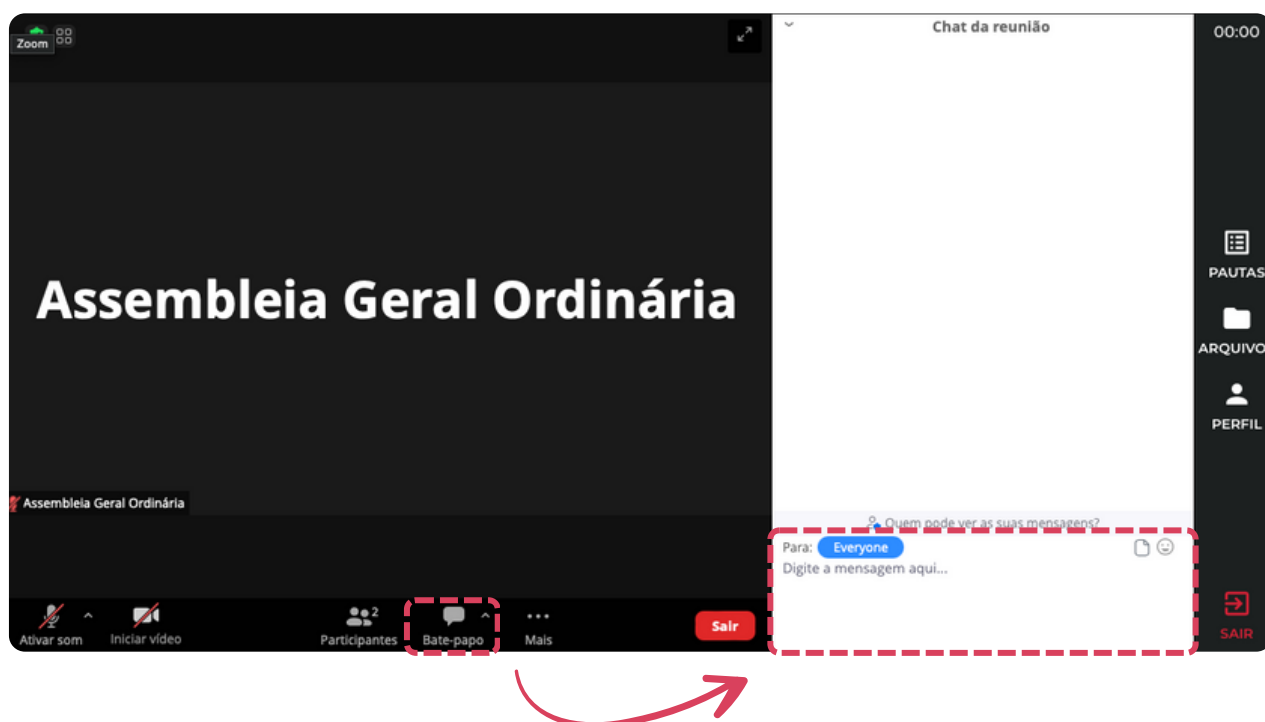 Zoom
Chat da reunião
00:00
Assembleia Geral Ordinária
PAUTAS
ARQUIVO
PERFIL
Assembleia Geral Ordinária
Quem pode ver as suas mensagens?
Para: Everyone
Digite a mensagem aqui...
Ativar som
Iniciar vídeo
2
Participantes
Bate-papo
Mais
Sair
SAIR